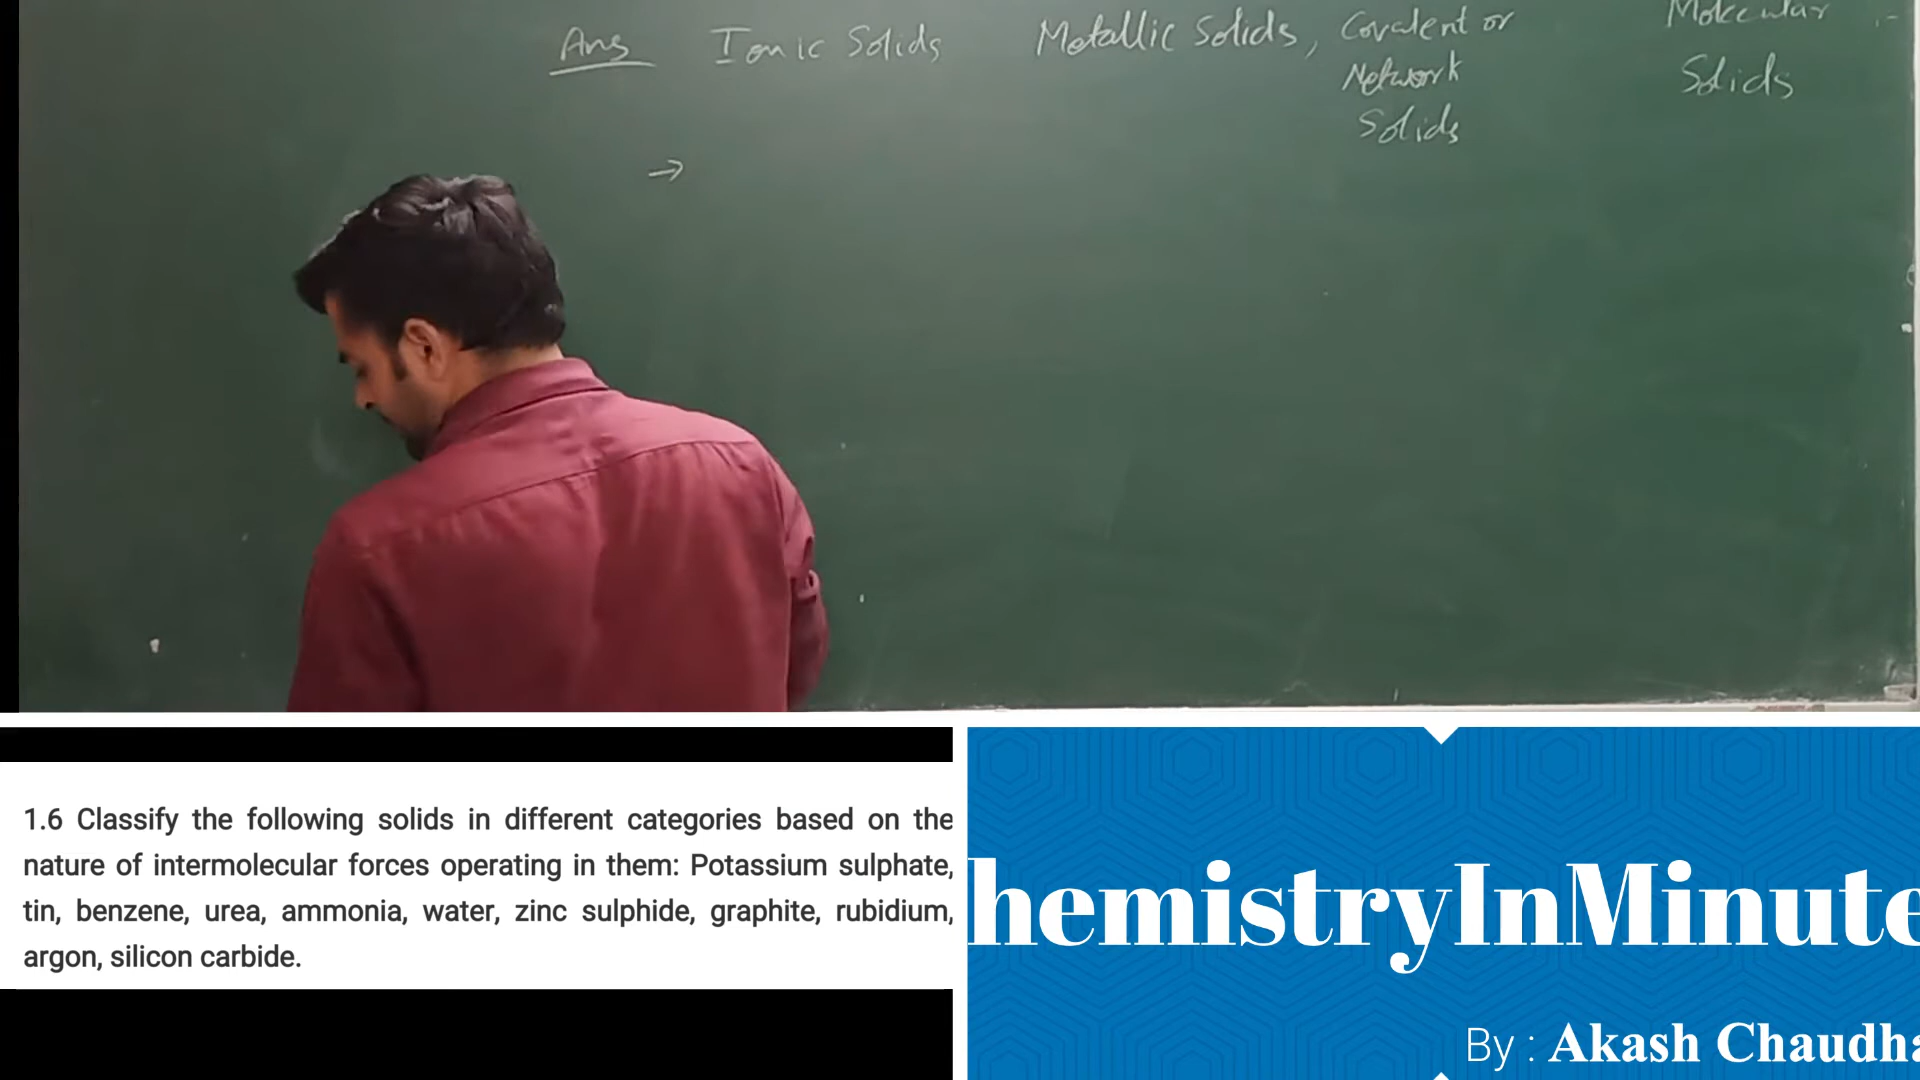 Ans Ionic Solids Metallic Solids, Covalent or Molecular
Network Solids
Solids
→
1.6 Classify the following solids in different categories based on the
nature of intermolecular forces operating in them: Potassium sulphate,
tin, benzene, urea, ammonia, water, zinc sulphide, graphite, rubidium,
argon, silicon carbide.
hemistryInMinute
By : Akash Chaudha